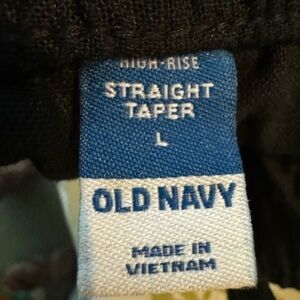 HIGH-RISE
STRAIGHT
TAPER
L
OLD NAVY
MADE IN
VIETNAM